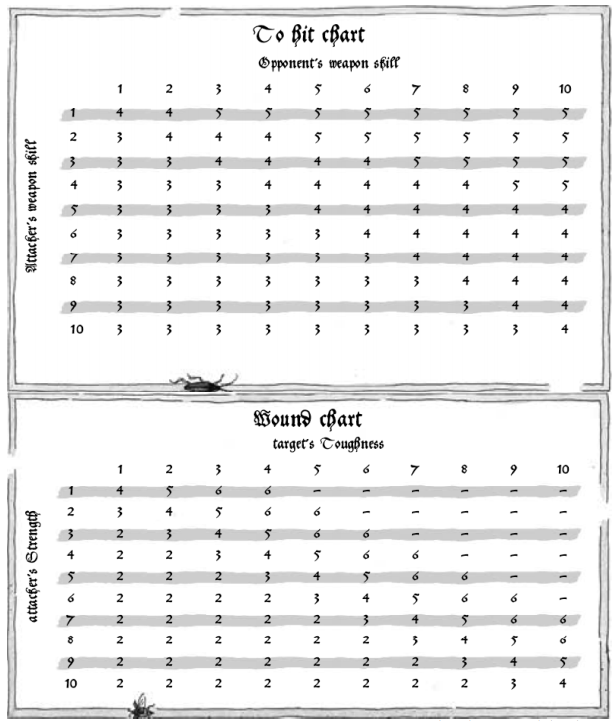 To hit chart
Opponent's weapon skill
1 2 3 4 5 6 7 8 9 10
Attacker's weapon skill
1 4 4 5 5 5 5 5 5 5 5
2 3 4 4 4 5 5 5 5 5 5
3 3 3 4 4 4 4 5 5 5 5
4 3 3 3 4 4 4 4 4 5 5
5 3 3 3 3 4 4 4 4 4 4
6 3 3 3 3 3 4 4 4 4 4
7 3 3 3 3 3 3 4 4 4 4
8 3 3 3 3 3 3 3 4 4 4
9 3 3 3 3 3 3 3 3 4 4
10 3 3 3 3 3 3 3 3 3 4
Wound chart
target's Toughness
1 2 3 4 5 6 7 8 9 10
attacker's Strength
1 4 5 6 6 – – – – – –
2 3 4 5 6 6 – – – – –
3 2 3 4 5 6 6 – – – –
4 2 2 3 4 5 6 6 – – –
5 2 2 2 3 4 5 6 6 – –
6 2 2 2 2 3 4 5 6 6 –
7 2 2 2 2 2 3 4 5 6 6
8 2 2 2 2 2 2 3 4 5 6
9 2 2 2 2 2 2 2 3 4 5
10 2 2 2 2 2 2 2 2 3 4